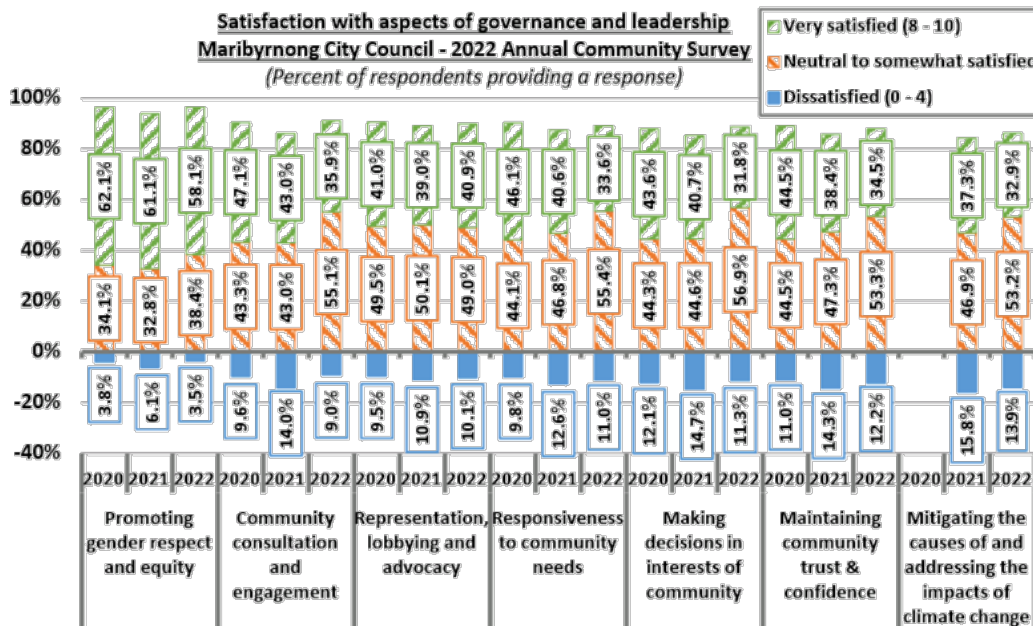 Satisfaction with aspects of governance and leadership
Maribyrnong City Council - 2022 Annual Community Survey
(Percent of respondents providing a response)
Very satisfied (8 - 10)
Neutral to somewhat satisfied
Dissatisfied (0 - 4)
100%
80%
60%
40%
20%
0%
-20%
-40%
62.1% 61.1% 58.1% 47.1% 43.0% 35.9% 41.0% 39.0% 40.9% 46.1% 40.6% 33.6% 43.6% 40.7% 31.8% 44.5% 38.4% 34.5% 37.3% 32.9%
34.1% 32.8% 38.4% 43.3% 43.0% 55.1% 49.5% 50.1% 49.0% 44.1% 46.8% 55.4% 44.3% 44.6% 56.9% 44.5% 47.3% 53.3% 46.9% 53.2%
3.8% 6.1% 3.5% 9.6% 14.0% 9.0% 9.5% 10.9% 10.1% 9.8% 12.6% 11.0% 12.1% 14.7% 11.3% 11.0% 14.3% 12.2% 15.8% 13.9%
2020 2021 2022 2020 2021 2022 2020 2021 2022 2020 2021 2022 2020 2021 2022 2020 2021 2022 2020 2021 2022
Promoting
gender respect
and equity
Community
consultation
and
engagement
Representation,
lobbying and
advocacy
Responsiveness
to community
needs
Making
decisions in
interests of
community
Maintaining
community
trust &
confidence
Mitigating the
causes of and
addressing the
impacts of
climate change